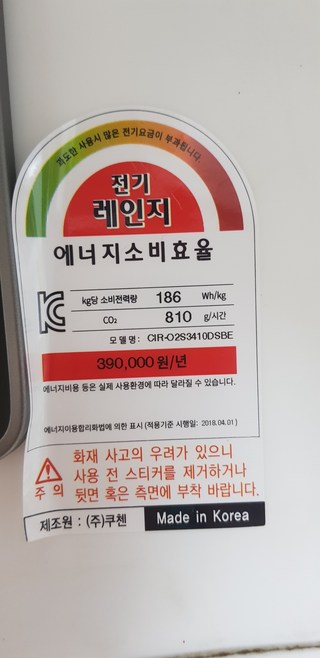 과도한 사용시 많은 전기요금이 부과됩니다.
전기
레인지
에너지소비효율
KC
kg당 소비전력량 186 Wh/kg
CO₂ 810 g/시간
모델명: CIR-O2S3410DSBE
390,000원/년
에너지비용 등은 실제 사용환경에 따라 달라질 수 있습니다.
에너지이용합리화법에 의한 표시 (적용기준 시행일: 2018.04.01)
화재 사고의 우려가 있으니
사용 전 스티커를 제거하거나
주 의 뒷면 혹은 측면에 부착 바랍니다.
제조원 : (주)쿠첸 Made in Korea